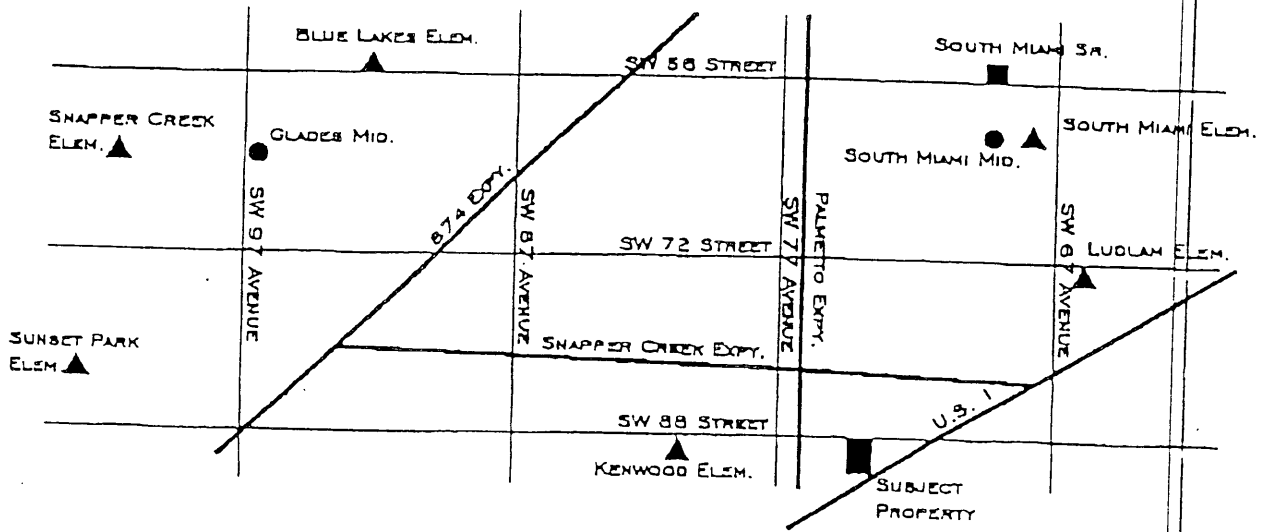 BLUE LAKES ELEM.
SOUTH MIAMI SR.
SW 56 STREET
SNAPPER CREEK
ELEM.
GLADES MID.
SOUTH MIAMI ELEM.
SOUTH MIAMI MID.
874 EXPY.
SW 97 AVENUE
SW 87 AVENUE
SW 72 STREET
SW 77 AVENUE
PALMETTO EXPY.
SW 67 AVENUE
LUDLAM ELEM.
SUNSET PARK
ELEM.
SNAPPER CREEK EXPY.
U.S. 1
SW 88 STREET
KENWOOD ELEM.
SUBJECT
PROPERTY